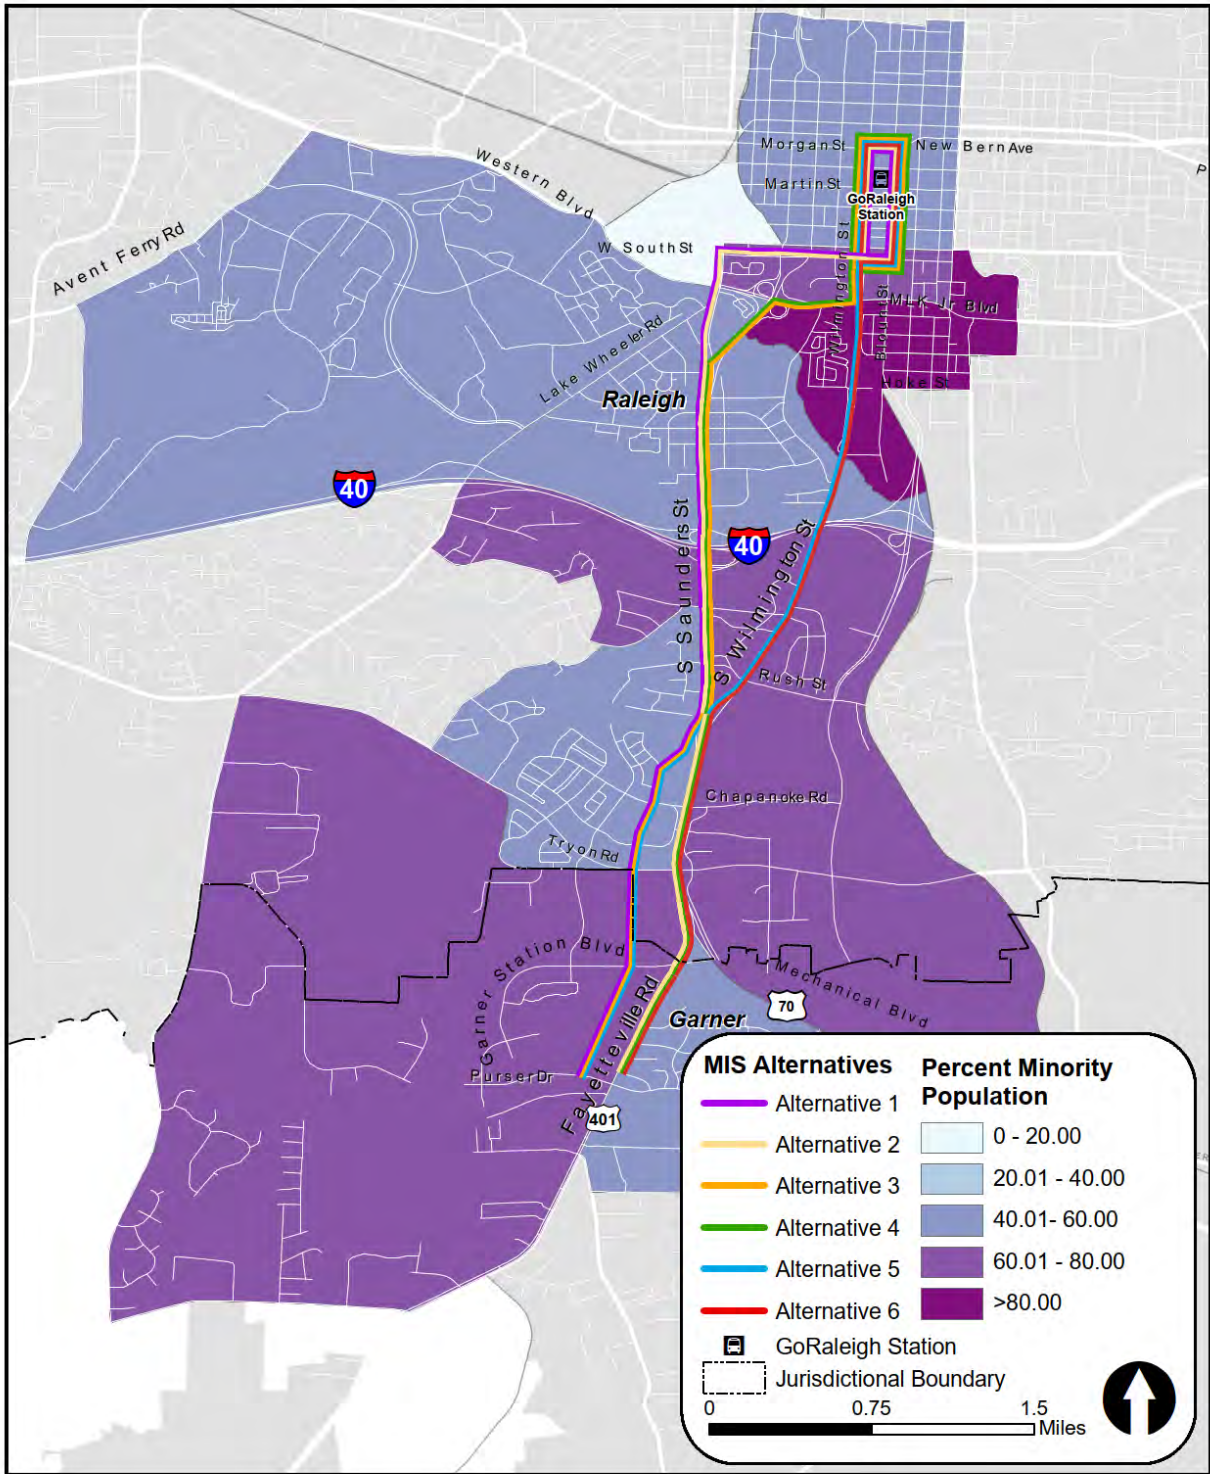 Morgan St
New Bern Ave
P
Western Blvd
Martin St
GoRaleigh
Station
Avent Ferry Rd
W South St
Wilmington St
MLK Jr Blvd
Blount St
Lake Wheeler Rd
Hoke St
Raleigh
40
40
S Saunders St
S Wilmington St
Rush St
Chapanoke Rd
Tryon Rd
Garner Station Blvd
Mechanical Blvd
70
Garner
Fayetteville Rd
Purser Dr
401
MIS Alternatives
Alternative 1
Alternative 2
Alternative 3
Alternative 4
Alternative 5
Alternative 6
GoRaleigh Station
Jurisdictional Boundary
Percent Minority
Population
0 - 20.00
20.01 - 40.00
40.01- 60.00
60.01 - 80.00
>80.00
0 0.75 1.5
Miles